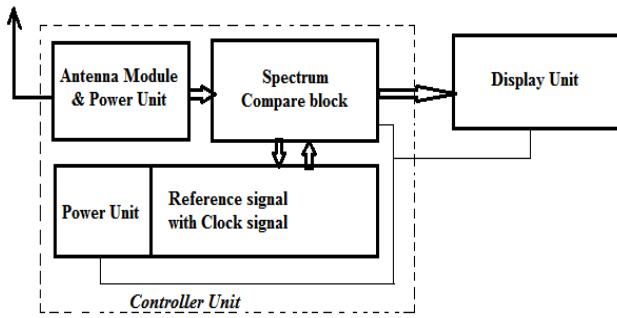 Antenna Module
& Power Unit
Spectrum
Compare block
Display Unit
Power Unit
Reference signal
with Clock signal
Controller Unit